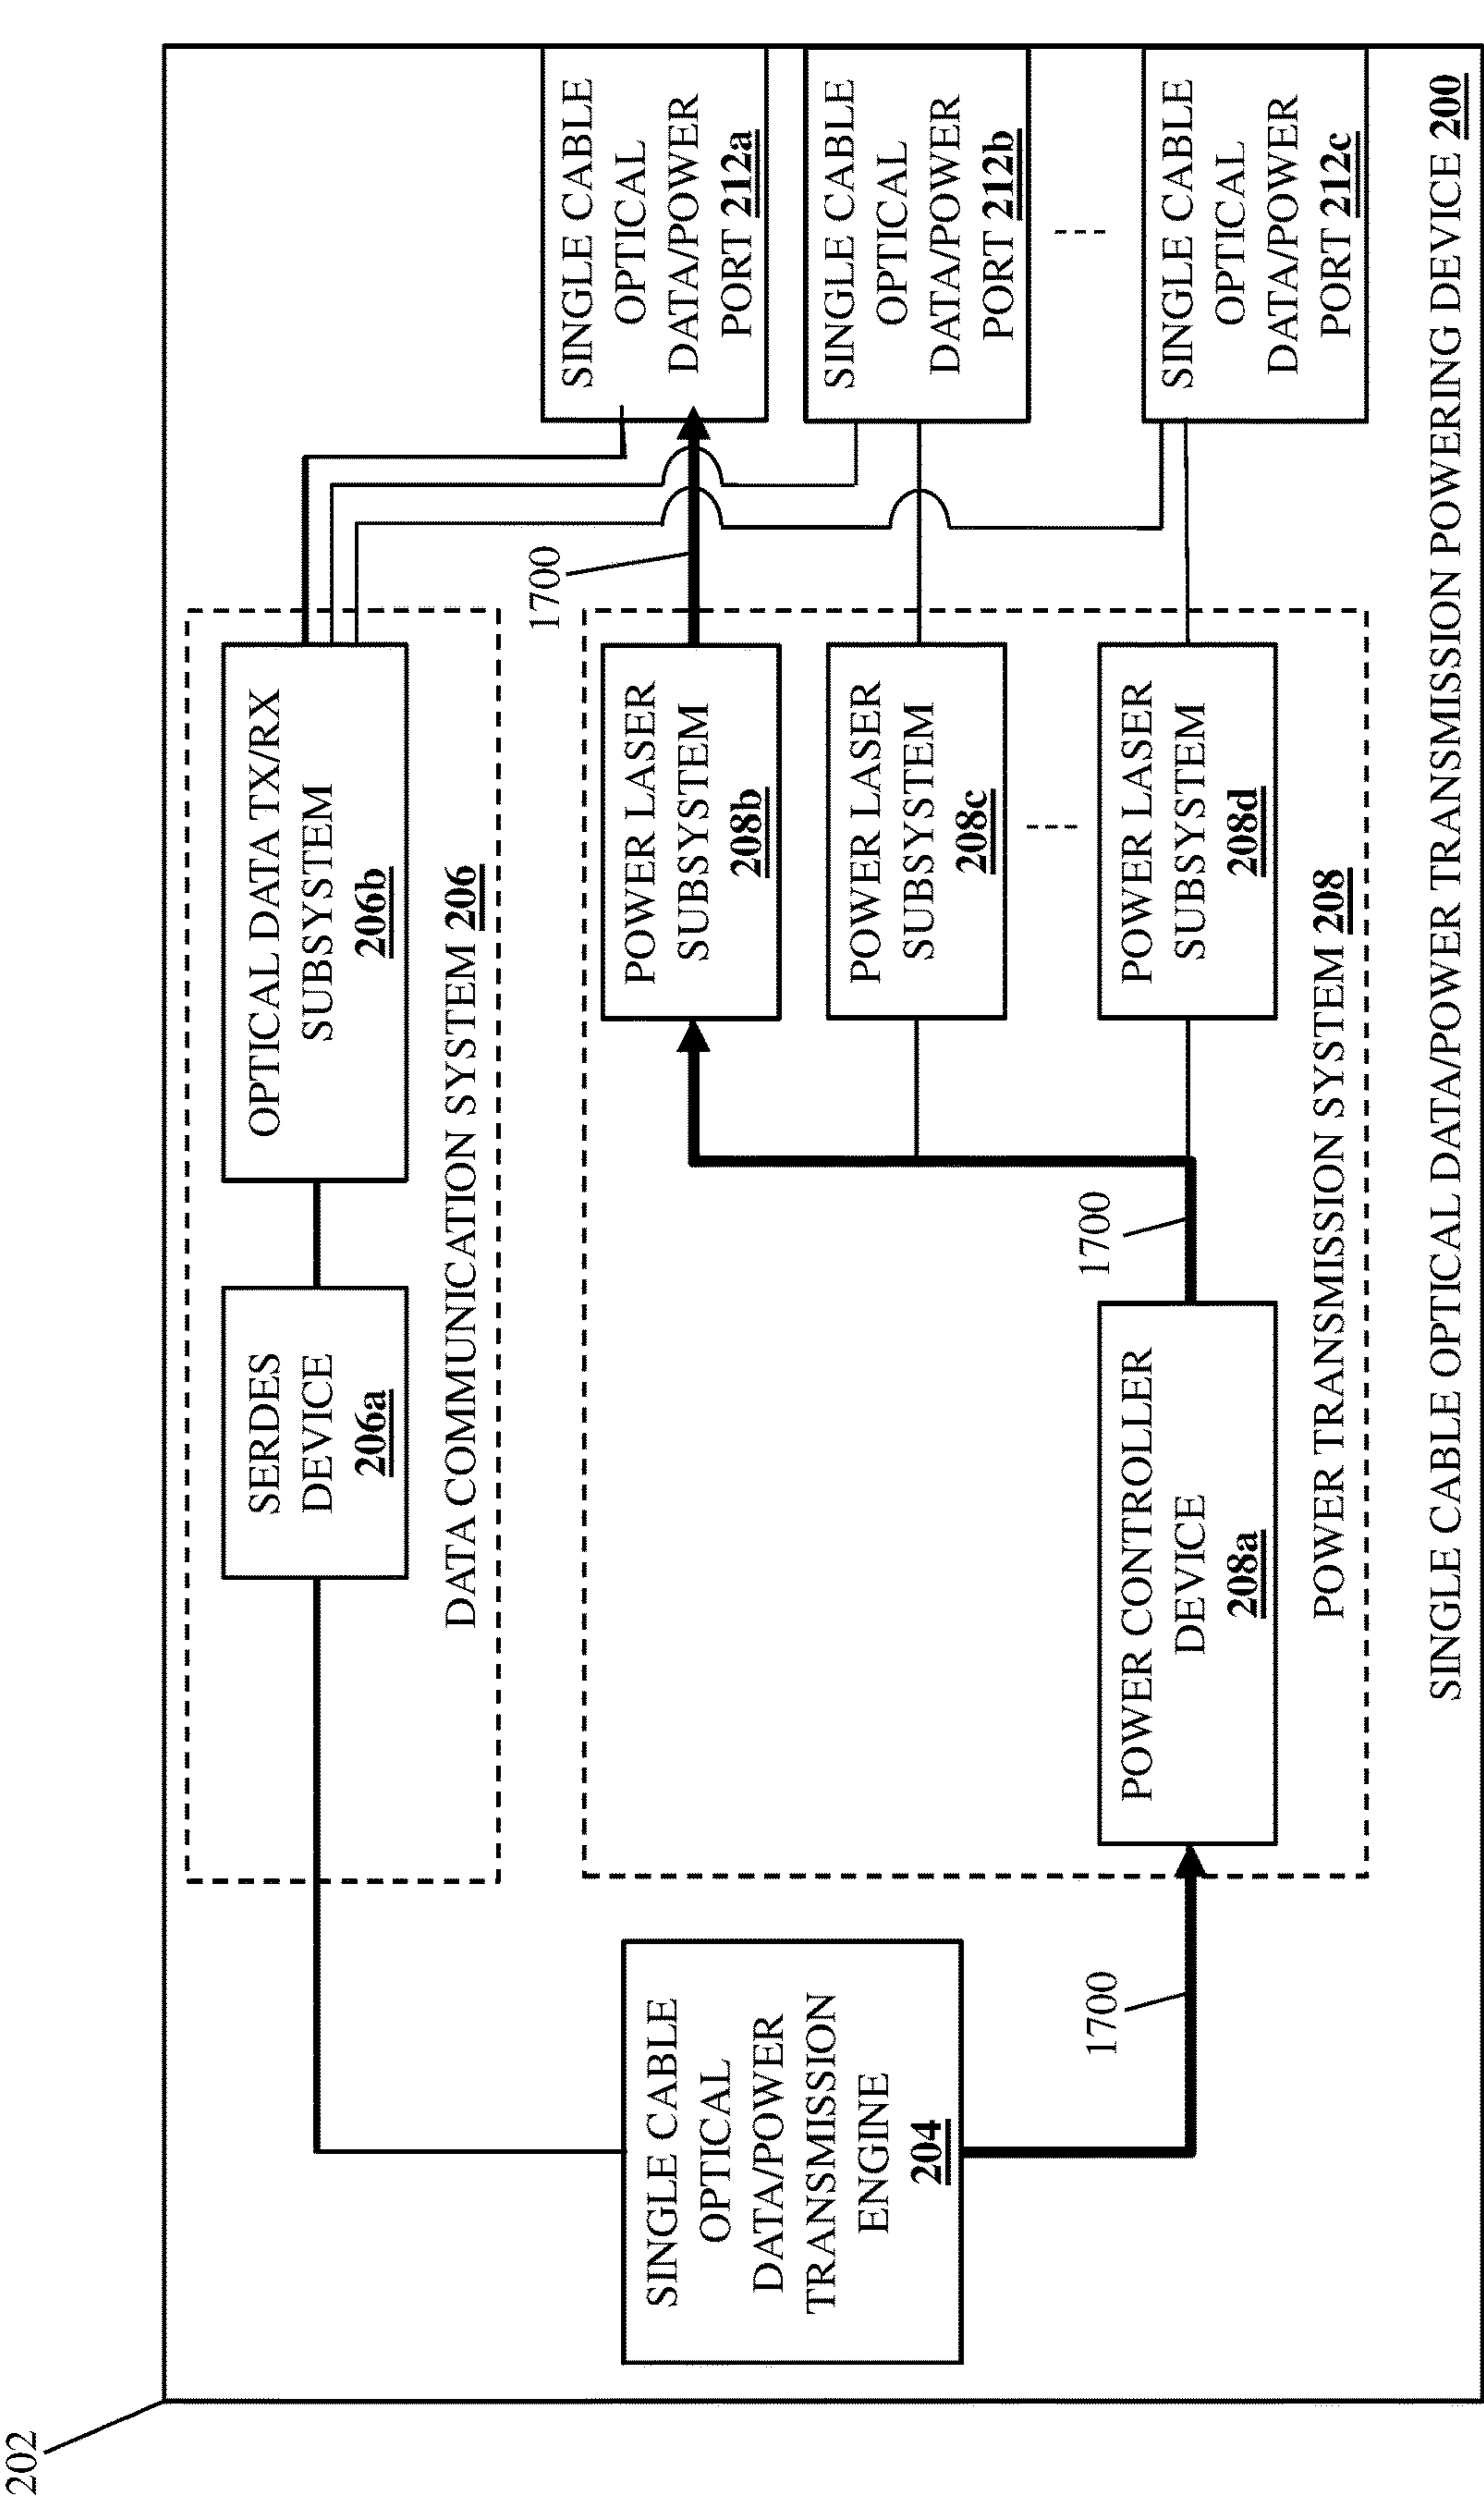 202
SINGLE CABLE
OPTICAL
DATA/POWER
TRANSMISSION
ENGINE
204
SERDES
DEVICE
206a
OPTICAL DATA TX/RX
SUBSYSTEM
206b
DATA COMMUNICATION SYSTEM 206
1700
POWER CONTROLLER
DEVICE
208a
1700
POWER LASER
SUBSYSTEM
208b
POWER LASER
SUBSYSTEM
208c
POWER LASER
SUBSYSTEM
208d
POWER TRANSMISSION SYSTEM 208
1700
SINGLE CABLE
OPTICAL
DATA/POWER
PORT 212a
SINGLE CABLE
OPTICAL
DATA/POWER
PORT 212b
SINGLE CABLE
OPTICAL
DATA/POWER
PORT 212c
SINGLE CABLE OPTICAL DATA/POWER TRANSMISSION POWERING DEVICE 200